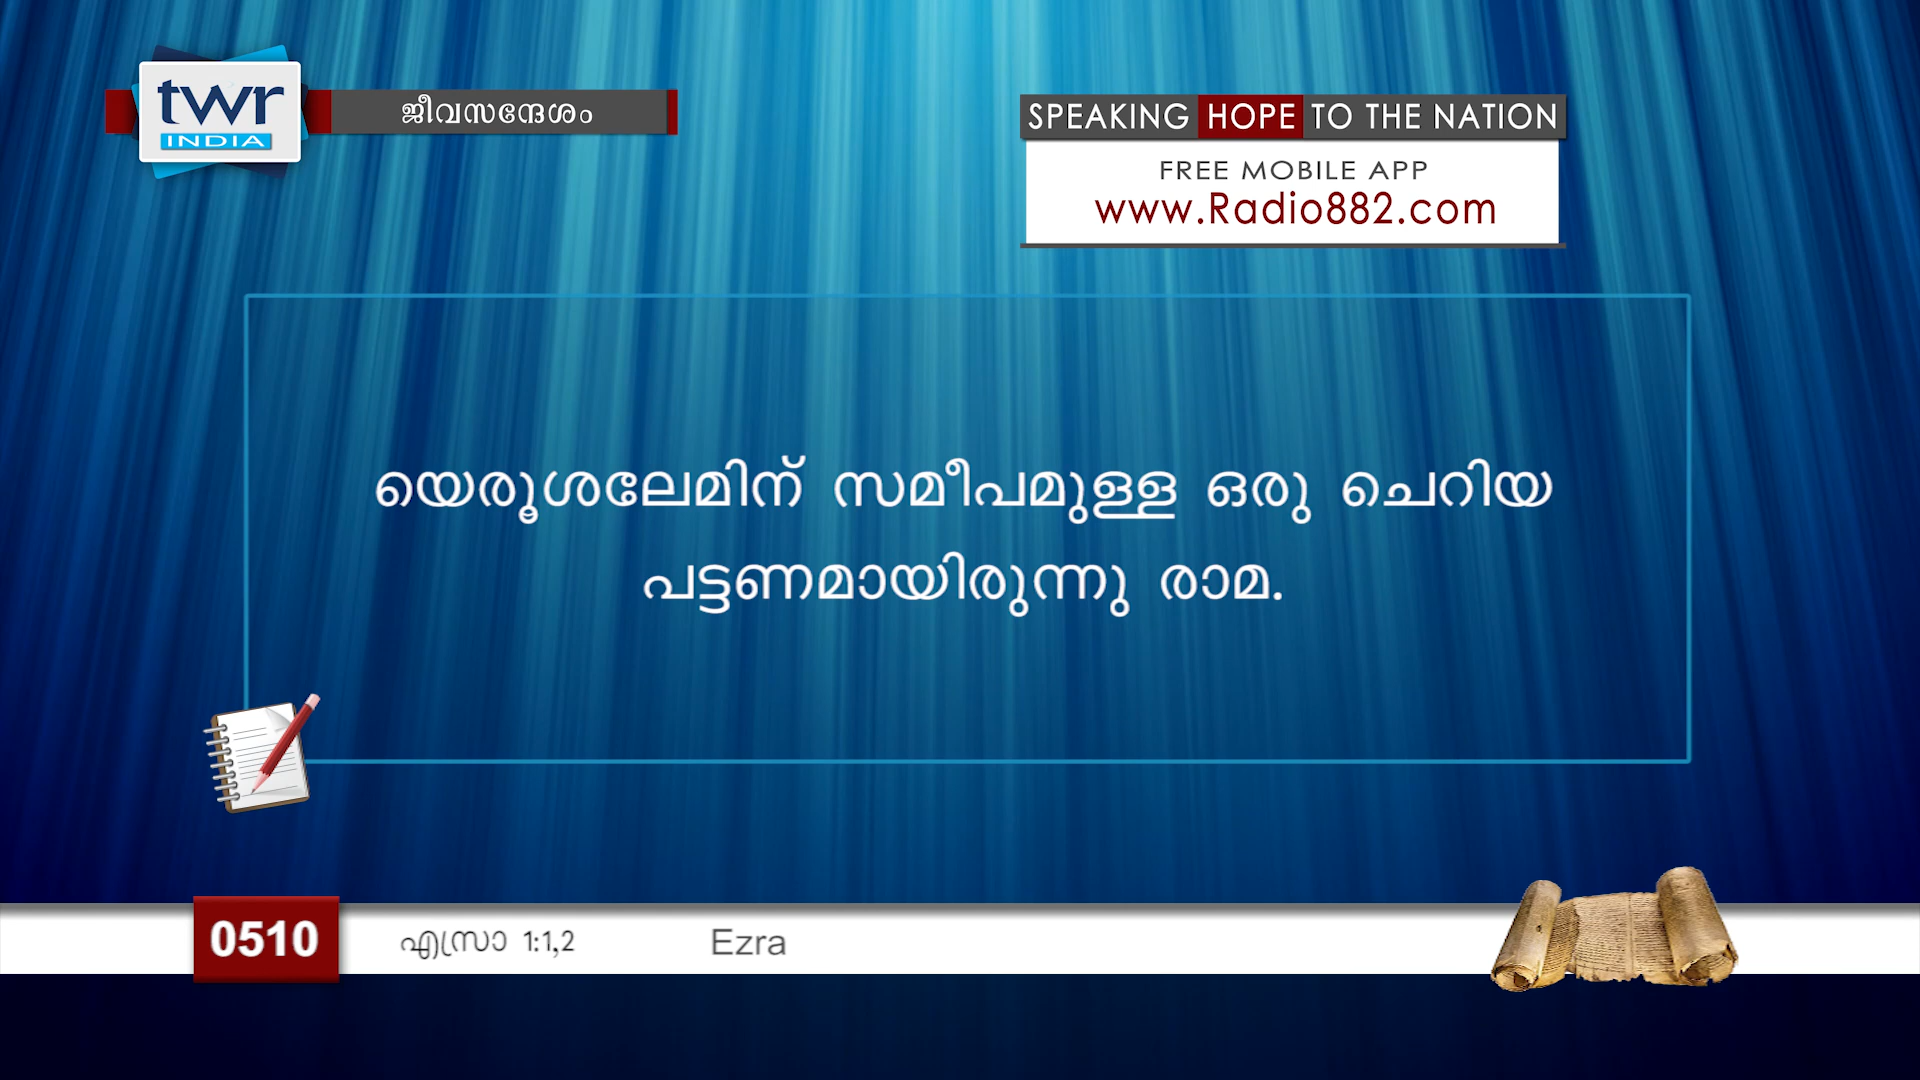 twr
INDIA
ജീവസന്ദേശം
SPEAKING HOPE TO THE NATION
FREE MOBILE APP
www.Radio882.com
യെരൂശലേമിന് സമീപമുള്ള ഒരു ചെറിയ
പട്ടണമായിരുന്നു രാമ.
0510 എസ്രാ 1:1,2 Ezra